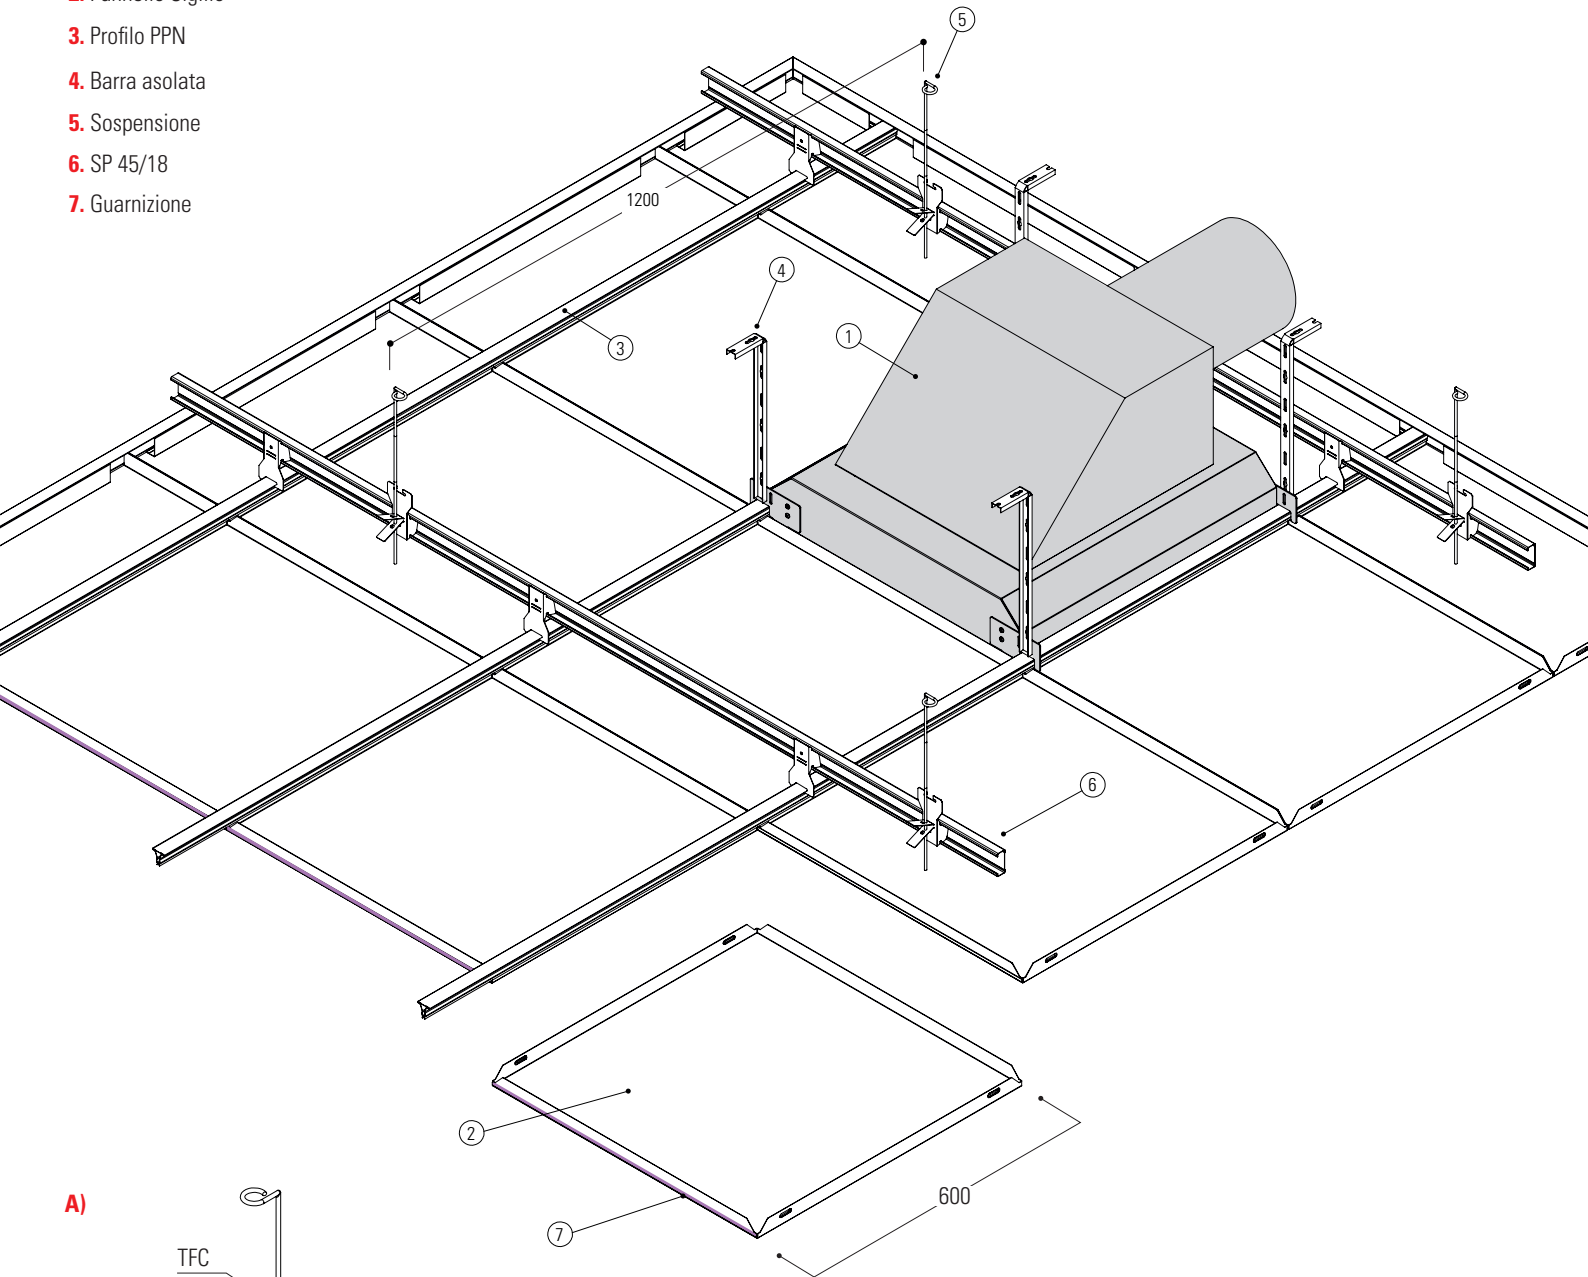 3. Profilo PPN
4. Barra asolata
5. Sospensione
6. SP 45/18
7. Guarnizione
5
1200
4
3
1
6
2
7
600
A)
TFC